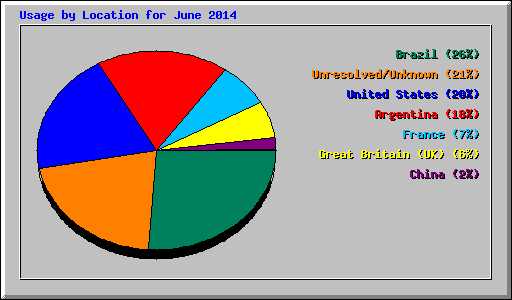 Usage by Location for June 2014
Brazil (26%)
Unresolved/Unknown (21%)
United States (20%)
Argentina (18%)
France (7%)
Great Britain (UK) (6%)
China (2%)